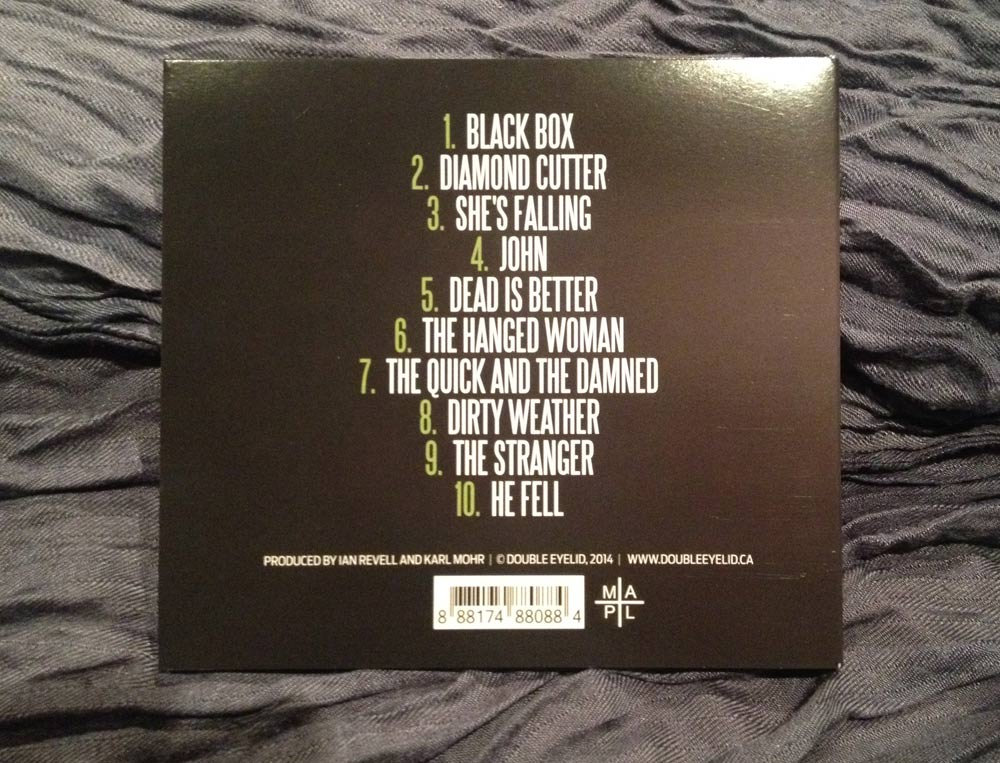 1. BLACK BOX
2. DIAMOND CUTTER
3. SHE'S FALLING
4. JOHN
5. DEAD IS BETTER
6. THE HANGED WOMAN
7. THE QUICK AND THE DAMNED
8. DIRTY WEATHER
9. THE STRANGER
10. HE FELL
PRODUCED BY IAN REVELL AND KARL MOHR | © DOUBLE EYELID, 2014 | WWW.DOUBLEEYELID.CA
8 88174 88088 4
M A
P L